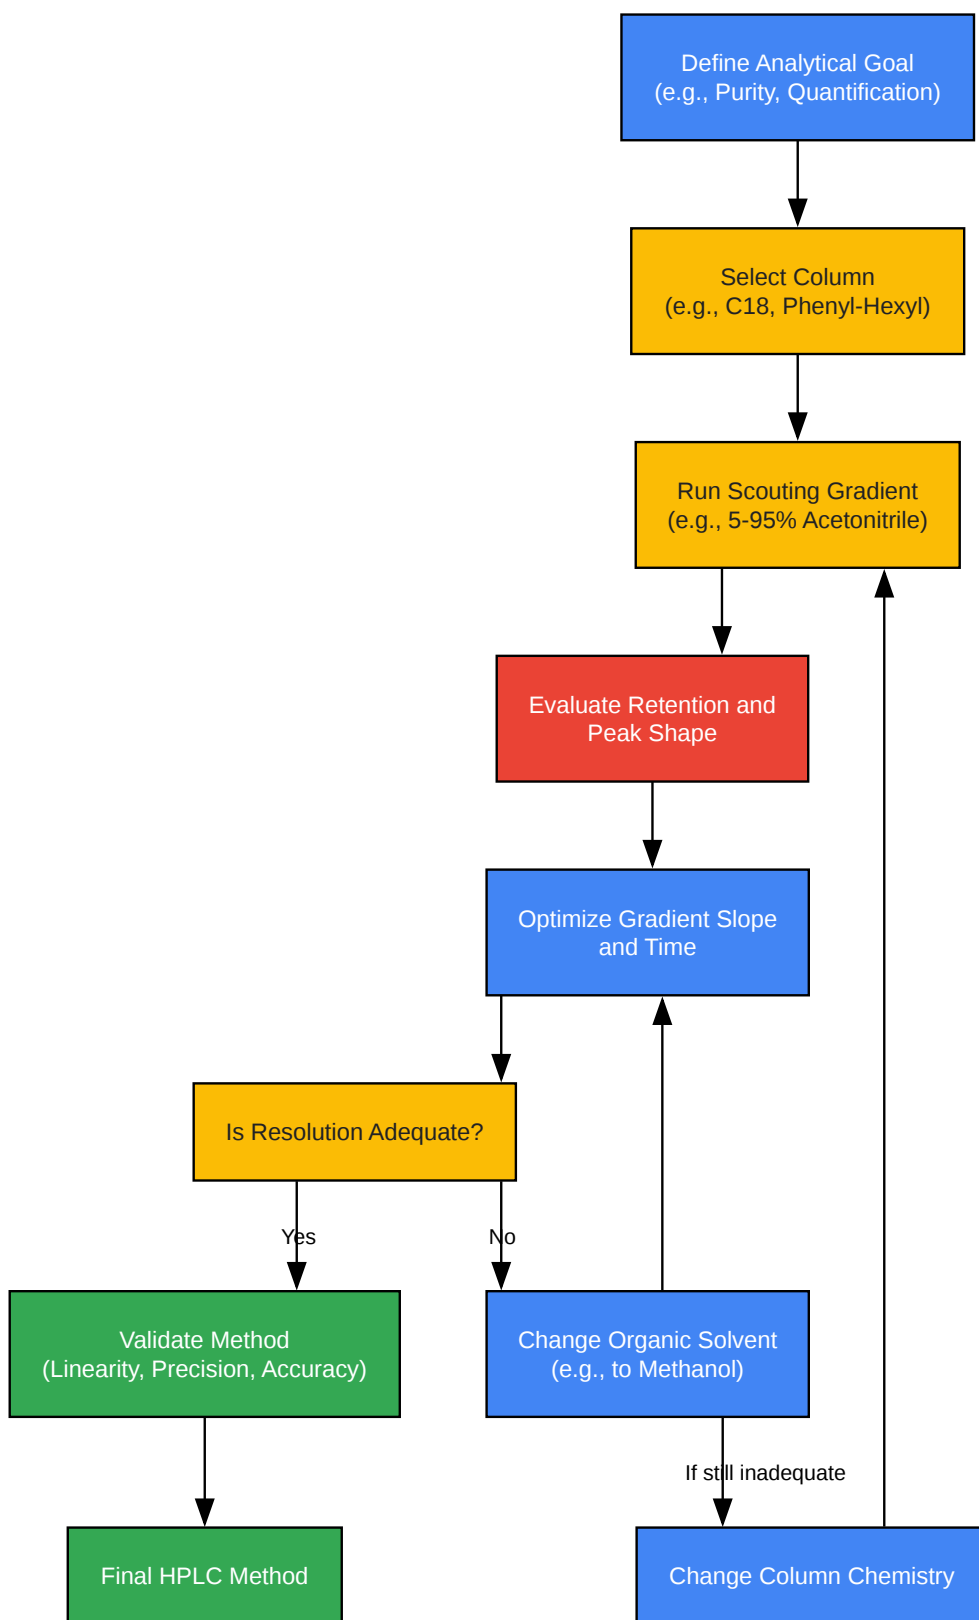 Define Analytical Goal
(e.g., Purity, Quantification)
Select Column
(e.g., C18, Phenyl-Hexyl)
Run Scouting Gradient
(e.g., 5-95% Acetonitrile)
Evaluate Retention and
Peak Shape
Optimize Gradient Slope
and Time
Is Resolution Adequate?
Yes
No
Validate Method
(Linearity, Precision, Accuracy)
Change Organic Solvent
(e.g., to Methanol)
If still inadequate
Final HPLC Method
Change Column Chemistry